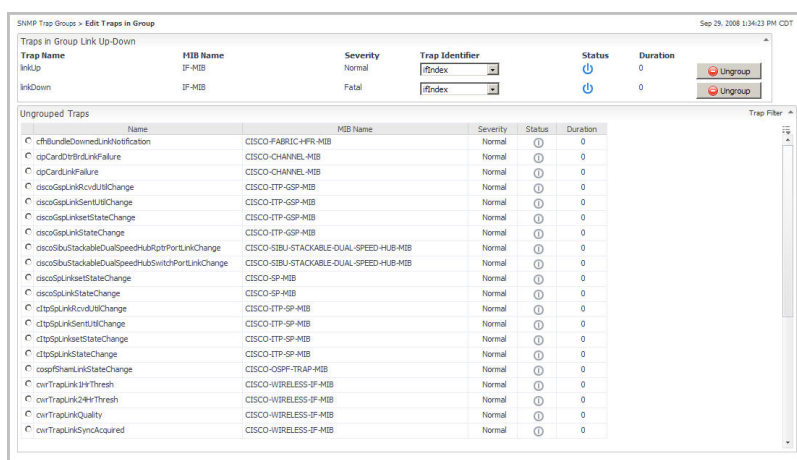 SNMP Trap Groups > Edit Traps in Group Sep 29, 2008 1:34:23 PM CDT
Traps in Group Link Up-Down
Trap Name MIB Name Severity Trap Identifier Status Duration
linkUp IF-MIB Normal ifIndex 0 Ungroup
linkDown IF-MIB Fatal ifIndex 0 Ungroup
Ungrouped Traps Trap Filter
Name MIB Name Severity Status Duration
cfhBundleDownedLinkNotification CISCO-FABRIC-HFR-MIB Normal 0
cipCardDtrBrdLinkFailure CISCO-CHANNEL-MIB Normal 0
cipCardLinkFailure CISCO-CHANNEL-MIB Normal 0
ciscoGspLinkRcvdUtilChange CISCO-ITP-GSP-MIB Normal 0
ciscoGspLinkSentUtilChange CISCO-ITP-GSP-MIB Normal 0
ciscoGspLinksetStateChange CISCO-ITP-GSP-MIB Normal 0
ciscoGspLinkStateChange CISCO-ITP-GSP-MIB Normal 0
ciscoSibuStackableDualSpeedHubRptrPortLinkChange CISCO-SIBU-STACKABLE-DUAL-SPEED-HUB-MIB Normal 0
ciscoSibuStackableDualSpeedHubSwitchPortLinkChange CISCO-SIBU-STACKABLE-DUAL-SPEED-HUB-MIB Normal 0
ciscoSpLinksetStateChange CISCO-SP-MIB Normal 0
ciscoSpLinkStateChange CISCO-SP-MIB Normal 0
cItpSpLinkRcvdUtilChange CISCO-ITP-SP-MIB Normal 0
cItpSpLinkSentUtilChange CISCO-ITP-SP-MIB Normal 0
cItpSpLinksetStateChange CISCO-ITP-SP-MIB Normal 0
cItpSpLinkStateChange CISCO-ITP-SP-MIB Normal 0
cospfShamLinkStateChange CISCO-OSPF-TRAP-MIB Normal 0
cwrTrapLink1HrThresh CISCO-WIRELESS-IF-MIB Normal 0
cwrTrapLink24HrThresh CISCO-WIRELESS-IF-MIB Normal 0
cwrTrapLinkQuality CISCO-WIRELESS-IF-MIB Normal 0
cwrTrapLinkSyncAcquired CISCO-WIRELESS-IF-MIB Normal 0